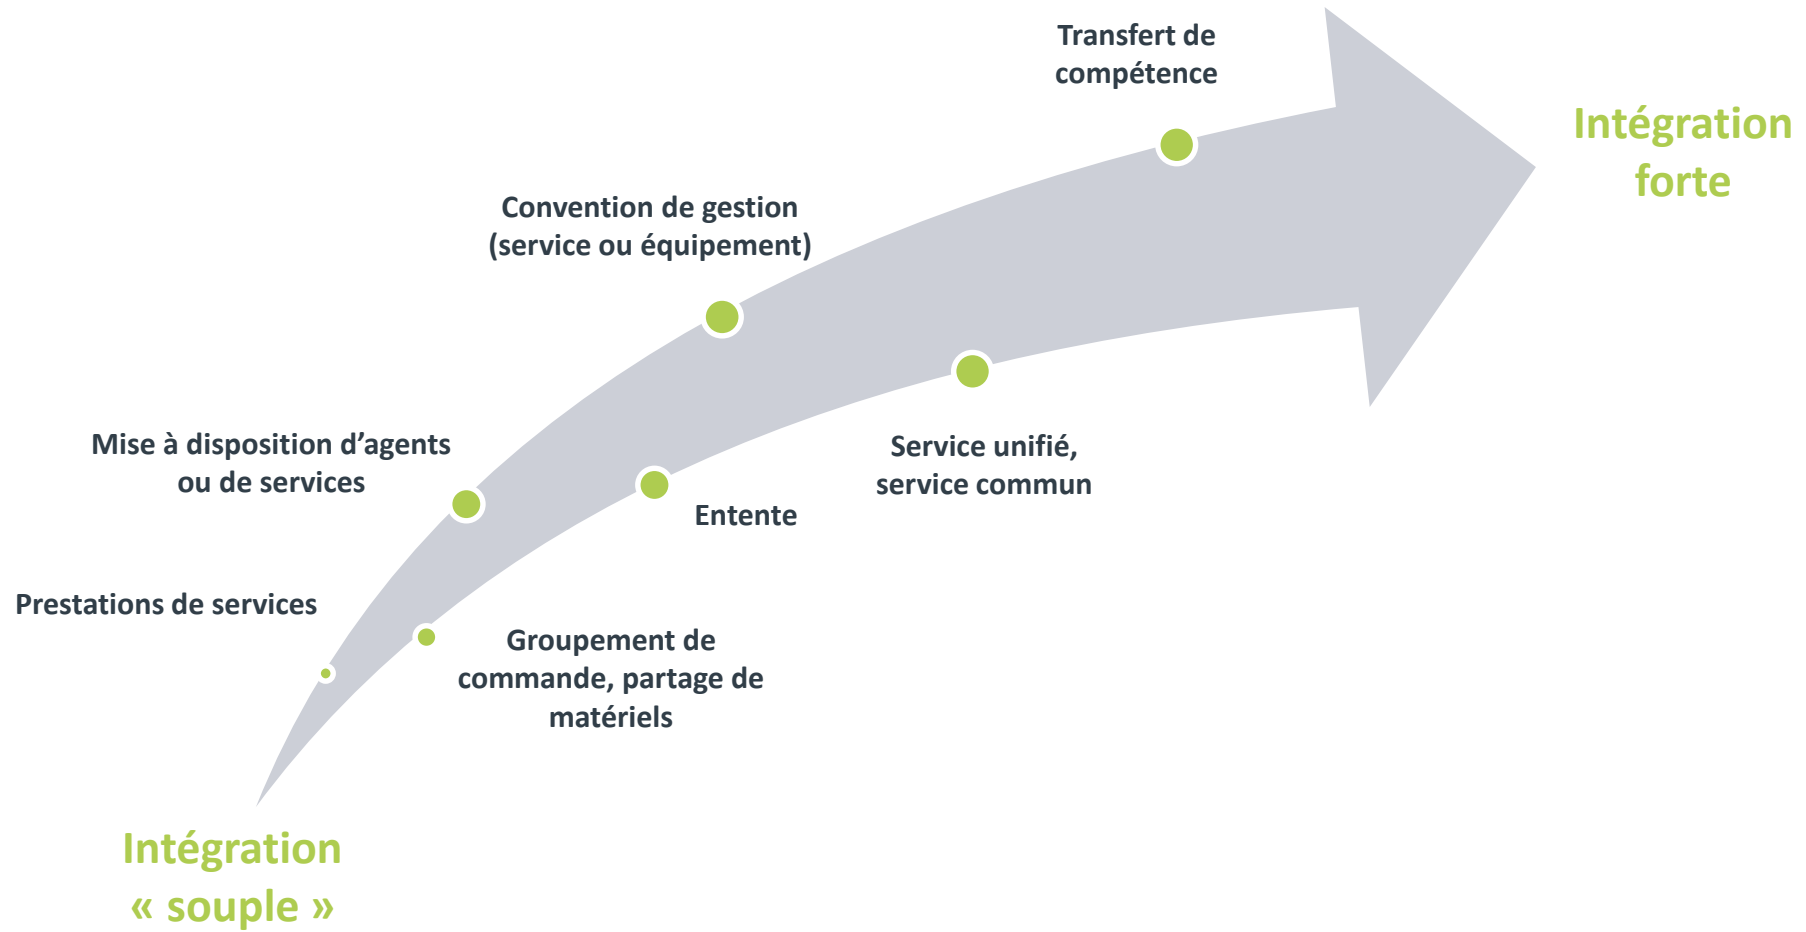 Transfert de
compétence
Intégration
forte
Convention de gestion
(service ou équipement)
Mise à disposition d’agents
ou de services
Service unifié,
service commun
Entente
Prestations de services
Groupement de
commande, partage de
matériels
Intégration
« souple »